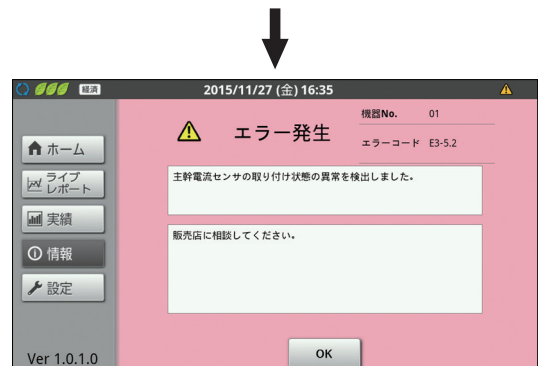 経済
2015/11/27 (金) 16:35
機器No. 01
エラー発生
エラーコード E3-5.2
ホーム
ライブ
レポート
実績
情報
設定
主幹電流センサの取り付け状態の異常を検出しました。
販売店に相談してください。
OK
Ver 1.0.1.0